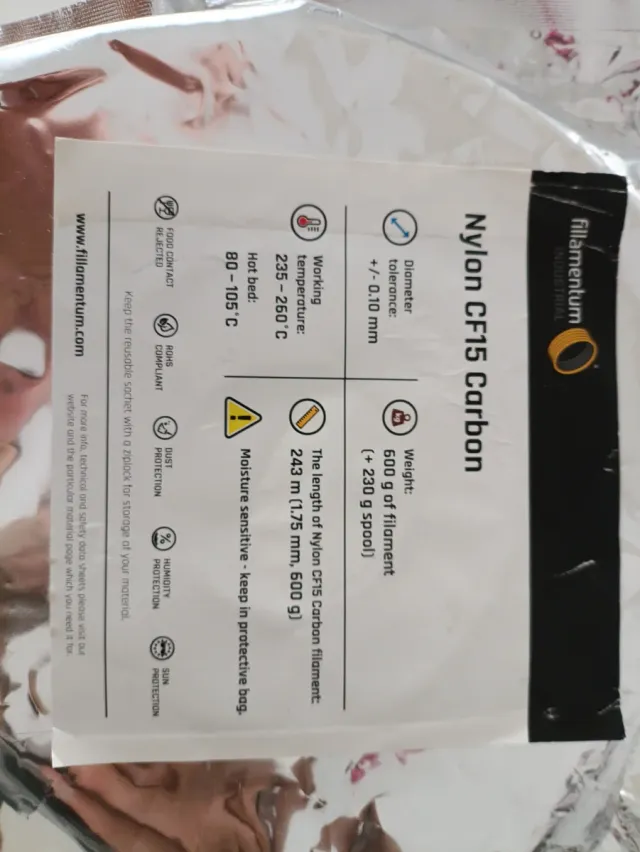 fillamentum
INDUSTRIAL
Nylon CF15 Carbon
Diameter
tolerance:
+/- 0,10 mm
Weight:
600 g of filament
(+ 230 g spool)
Working
temperature:
235 – 260°C
Hot bed:
80 – 105°C
The length of Nylon CF15 Carbon filament:
243 m (1.75 mm, 600 g)
Moisture sensitive - keep in protective bag.
FOOD CONTACT
REJECTED
ROHS
COMPLIANT
DUST
PROTECTION
HUMIDITY
PROTECTION
SUN
PROTECTION
Keep the reusable sachet with a ziplock for storage of your material.
www.fillamentum.com
For more info, technical and safety data sheets please visit our
website and the particular material page which you need it for.